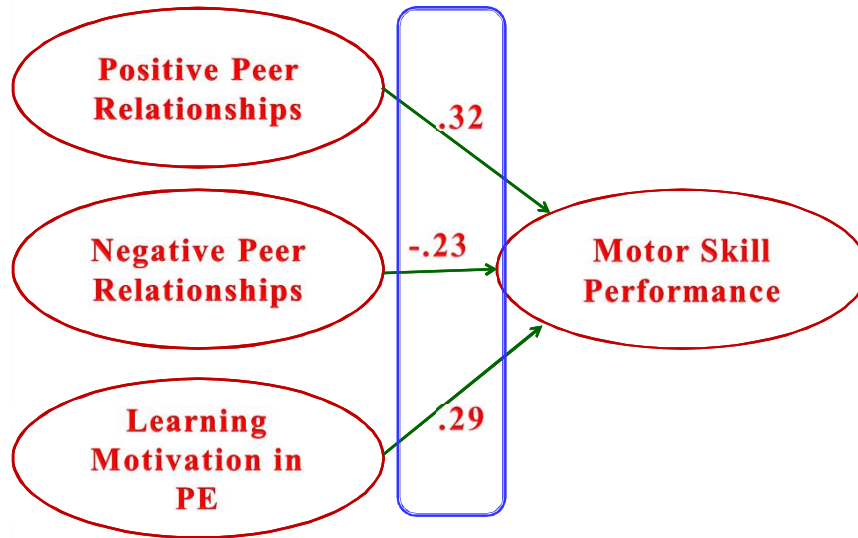 Positive Peer
Relationships
.32
Negative Peer
Relationships
-.23
Motor Skill
Performance
Learning
Motivation in
PE
.29